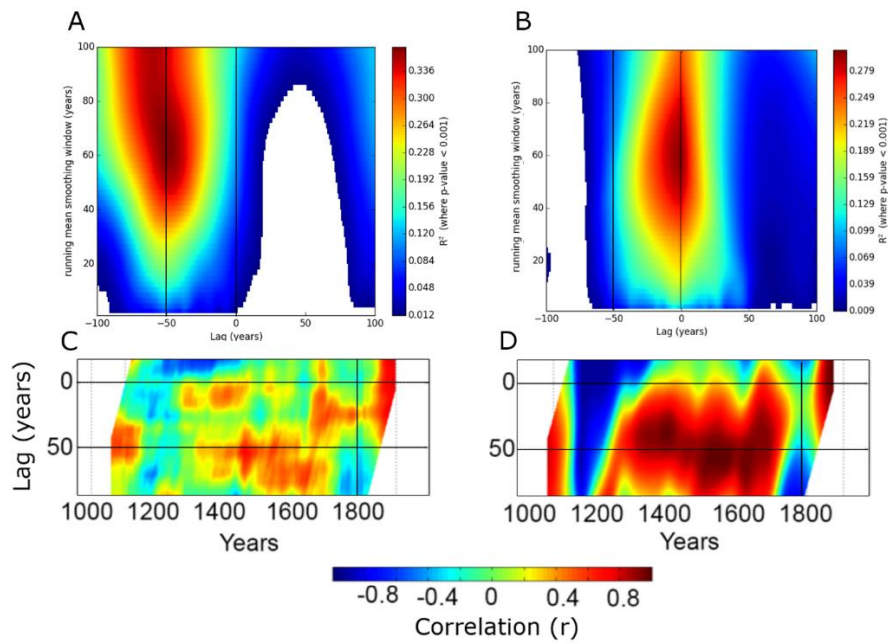 A
100
80
60
40
20
running mean smoothing window (years)
−100
−50
0
50
100
Lag (years)
0.336
0.300
0.264
0.228
0.192
0.156
0.120
0.084
0.048
0.012
R² (where p-value < 0.001)
B
100
80
60
40
20
running mean smoothing window (years)
−100
−50
0
50
100
Lag (years)
0.279
0.249
0.219
0.189
0.159
0.129
0.099
0.069
0.039
0.009
R² (where p-value < 0.001)
C
Lag (years)
0
50
1000 1200 1400 1600 1800
Years
D
0
50
1000 1200 1400 1600 1800
Years
-0.8 -0.4 0 0.4 0.8
Correlation (r)